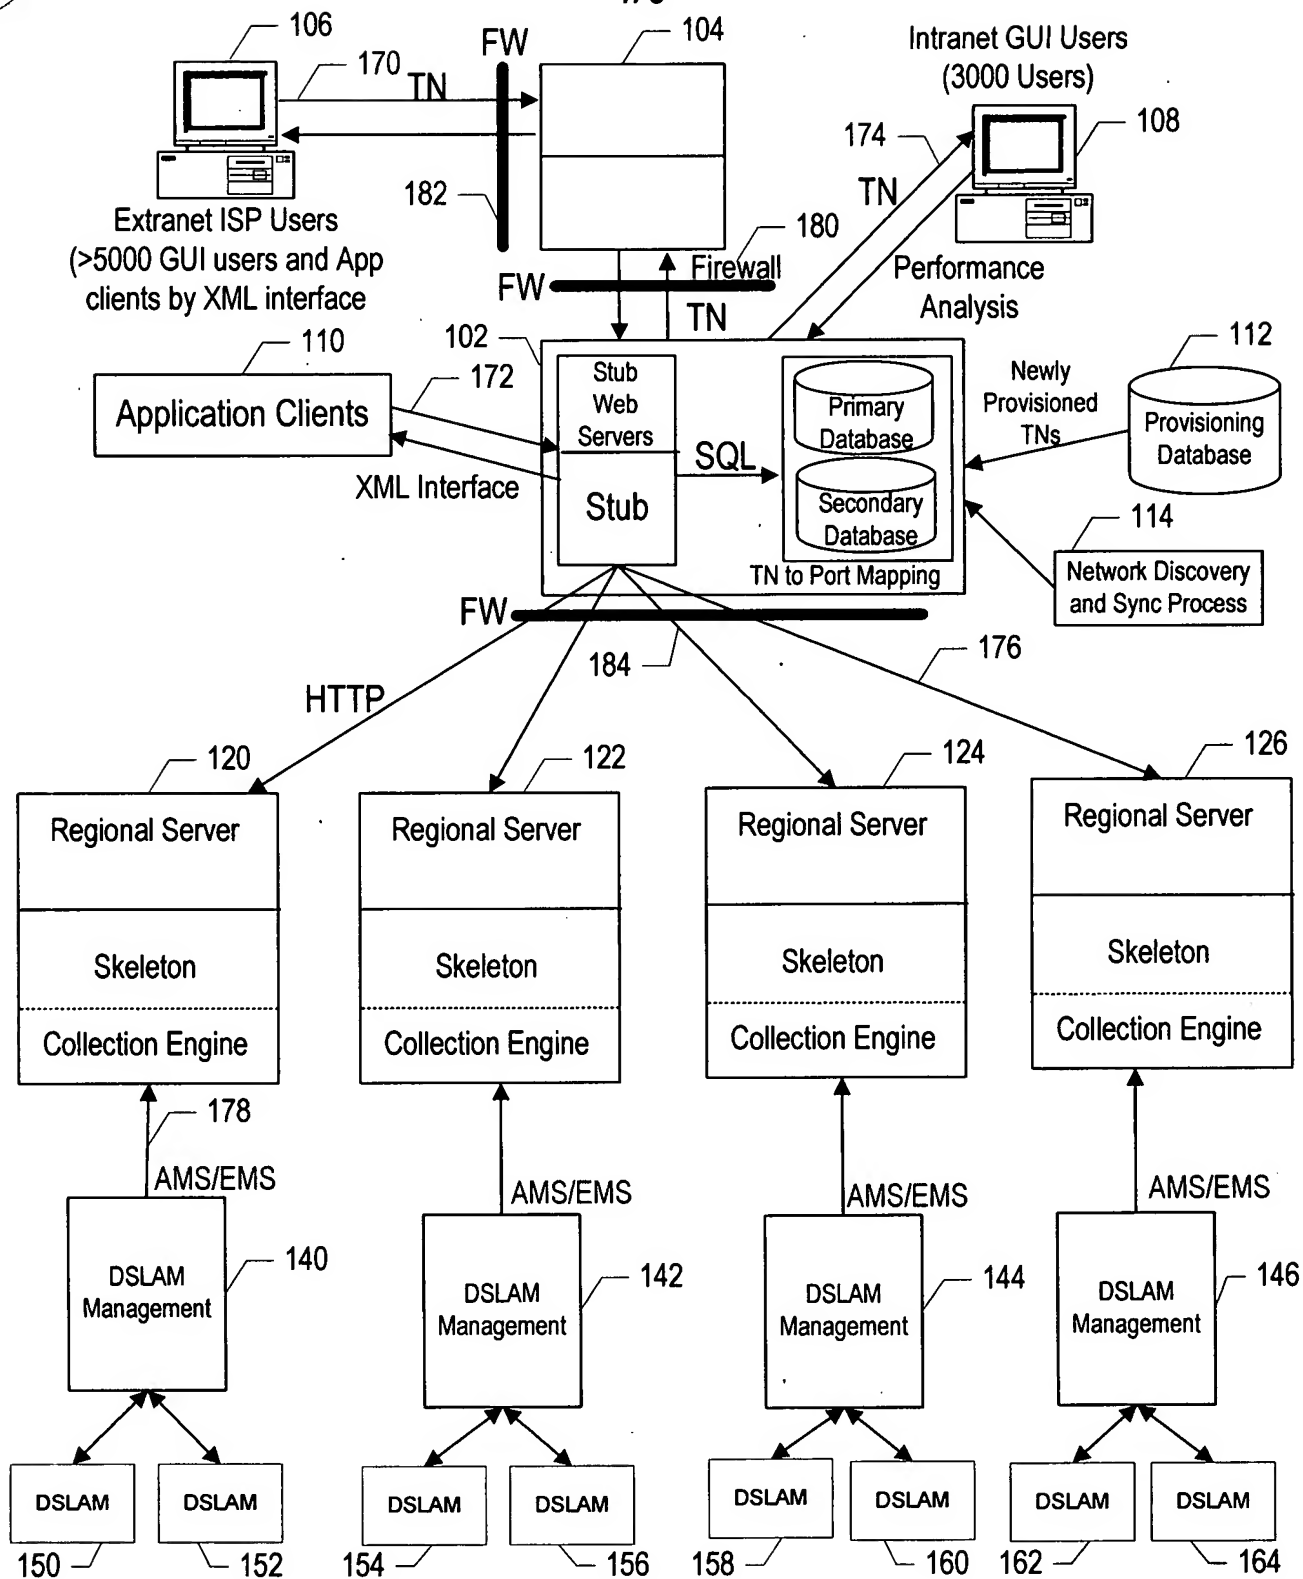 106
170
TN
FW
104
Intranet GUI Users
(3000 Users)
174
108
TN
182
Extranet ISP Users
(>5000 GUI users and App
clients by XML interface
180
Firewall
FW
TN
Performance
Analysis
110
172
102
112
Application Clients
Stub
Web
Servers
Stub
XML Interface
SQL
Primary
Database
Secondary
Database
TN to Port Mapping
Newly
Provisioned
TNs
Provisioning
Database
114
Network Discovery
and Sync Process
FW
184
176
HTTP
120
122
124
126
Regional Server
Regional Server
Regional Server
Regional Server
Skeleton
Skeleton
Skeleton
Skeleton
Collection Engine
Collection Engine
Collection Engine
Collection Engine
178
AMS/EMS
AMS/EMS
AMS/EMS
AMS/EMS
140
142
144
146
DSLAM
Management
DSLAM
Management
DSLAM
Management
DSLAM
Management
DSLAM
DSLAM
DSLAM
DSLAM
DSLAM
DSLAM
DSLAM
DSLAM
150
152
154
156
158
160
162
164